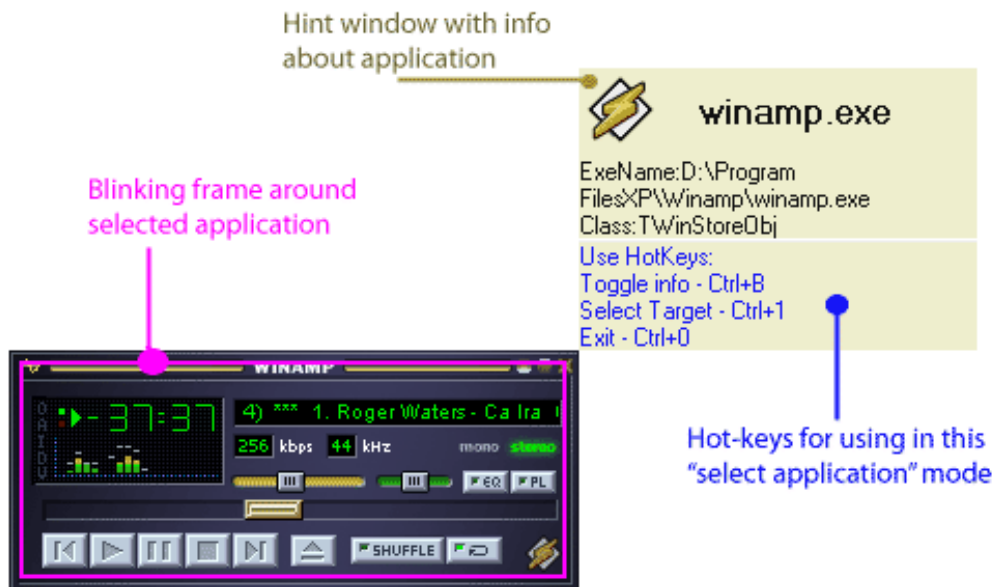 Hint window with info
about application
winamp.exe
ExeName:D:\Program
FilesXP\Winamp\winamp.exe
Class:TWinStoreObj
Use HotKeys:
Toggle info - Ctrl+B
Select Target - Ctrl+1
Exit - Ctrl+0
Blinking frame around
selected application
WINAMP
O
A
I
D
V
-37:37
4) *** 1. Roger Waters - Ca Ira
256 kbps 44 kHz mono stereo
EQ PL
SHUFFLE
Hot-keys for using in this
“select application” mode